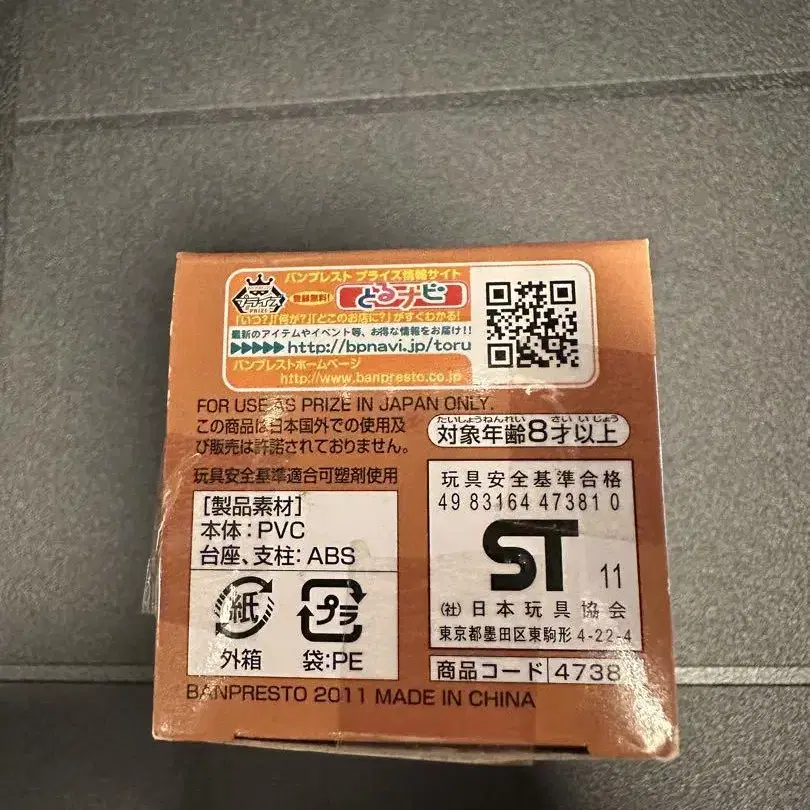 バンプレスト プライズ情報サイト
プライズ
PRIZE
登録無料!
とるナビ
「いつ?」「何が?」「どこのお店に?」がすぐわかる!
最新のアイテムやイベント等、お得な情報をお届け!!
http://bpnavi.jp/toru
バンプレストホームページ
http://www.banpresto.co.jp
FOR USE AS PRIZE IN JAPAN ONLY.
この商品は日本国外での使用及
び販売は許諾されておりません。
たいしょうねんれい さい いじょう
対象年齢8才以上
玩具安全基準適合可塑剤使用
[製品素材]
本体:PVC
台座、支柱:ABS
紙
外箱
プラ
袋:PE
玩具安全基準合格
49 83164 47381 0
ST 11
(社)日本玩具協会
東京都墨田区東駒形4-22-4
商品コード 4738
BANPRESTO 2011 MADE IN CHINA